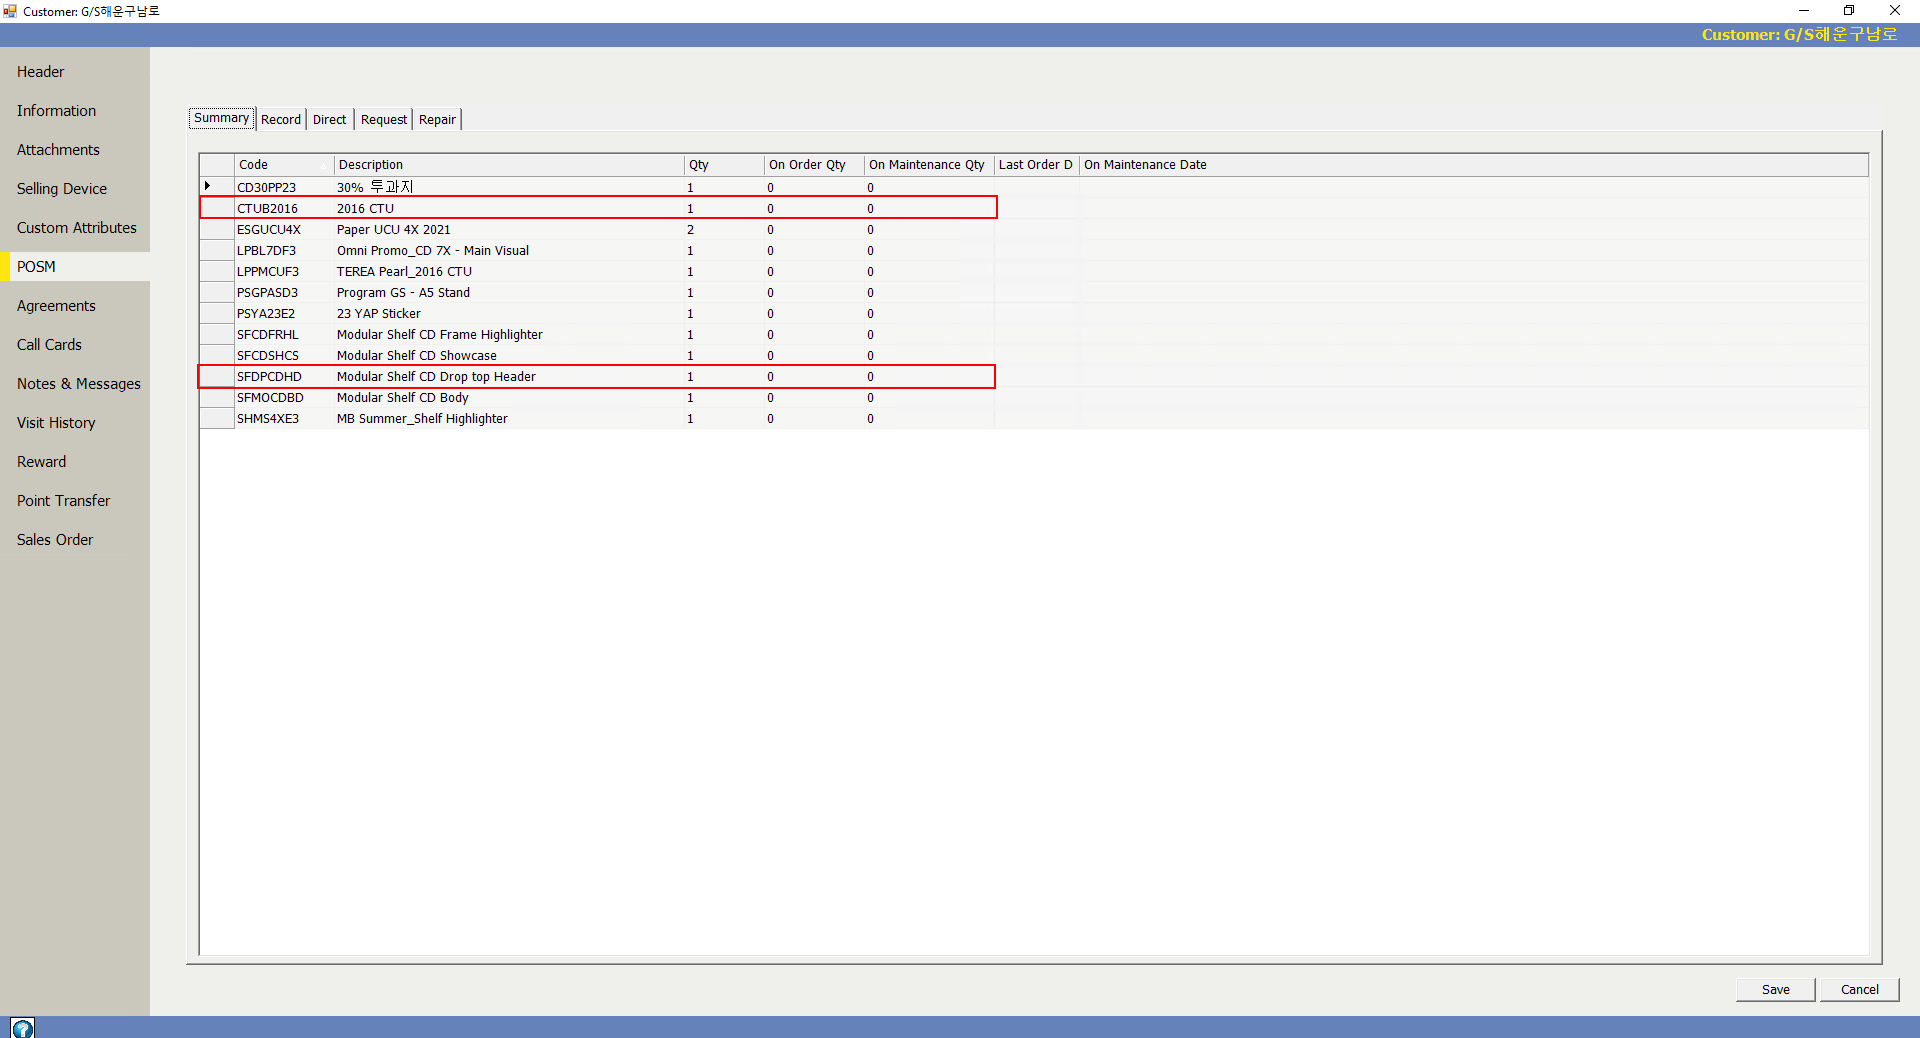 Customer: G/S해운구남로
Customer: G/S해운구남로
Header
Information
Attachments
Selling Device
Custom Attributes
POSM
Agreements
Call Cards
Notes & Messages
Visit History
Reward
Point Transfer
Sales Order
Summary Record Direct Request Repair
Code Description Qty On Order Qty On Maintenance Qty Last Order D On Maintenance Date
CD30PP23 30% 투과지 1 0 0
CTUB2016 2016 CTU 1 0 0
ESGUCU4X Paper UCU 4X 2021 2 0 0
LPBL7DF3 Omni Promo_CD 7X - Main Visual 1 0 0
LPPMCUF3 TEREA Pearl_2016 CTU 1 0 0
PSGPASD3 Program GS - A5 Stand 1 0 0
PSYA23E2 23 YAP Sticker 1 0 0
SFCDFRHL Modular Shelf CD Frame Highlighter 1 0 0
SFCDSHCS Modular Shelf CD Showcase 1 0 0
SFDPCDHD Modular Shelf CD Drop top Header 1 0 0
SFMOCDBD Modular Shelf CD Body 1 0 0
SHMS4XE3 MB Summer_Shelf Highlighter 1 0 0
Save Cancel